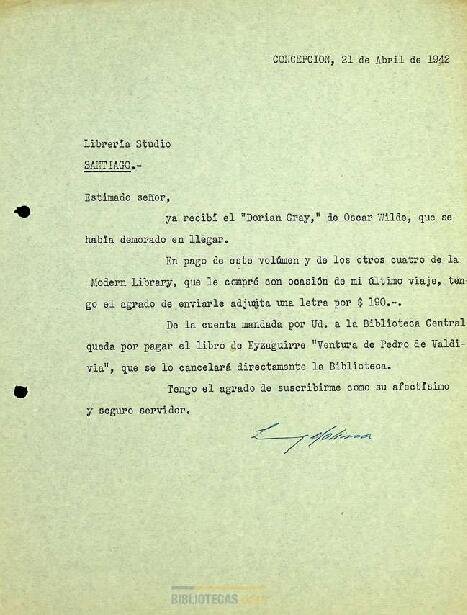 CONCEPCION, 21 de Abril de 1942
Librería Studio
SANTIAGO.-
Estimado señor,
ya recibí el "Dorian Gray," de Oscar Wilde, que se
había demorado en llegar.
En pago de este volúmen y de los otros cuatro de la
Modern Library, que le compré con ocasión de mi último viaje, ten-
go el agrado de enviarle adjunta una letra por $ 190.-.
De la cuenta mandada por Ud. a la Biblioteca Central
queda por pagar el libro de Eyzaguirre "Ventura de Pedro de Valdi-
via", que se lo cancelará directamente la Biblioteca.
Tengo el agrado de suscribirme como su afectísimo
y seguro servidor.
BIBLIOTECAS